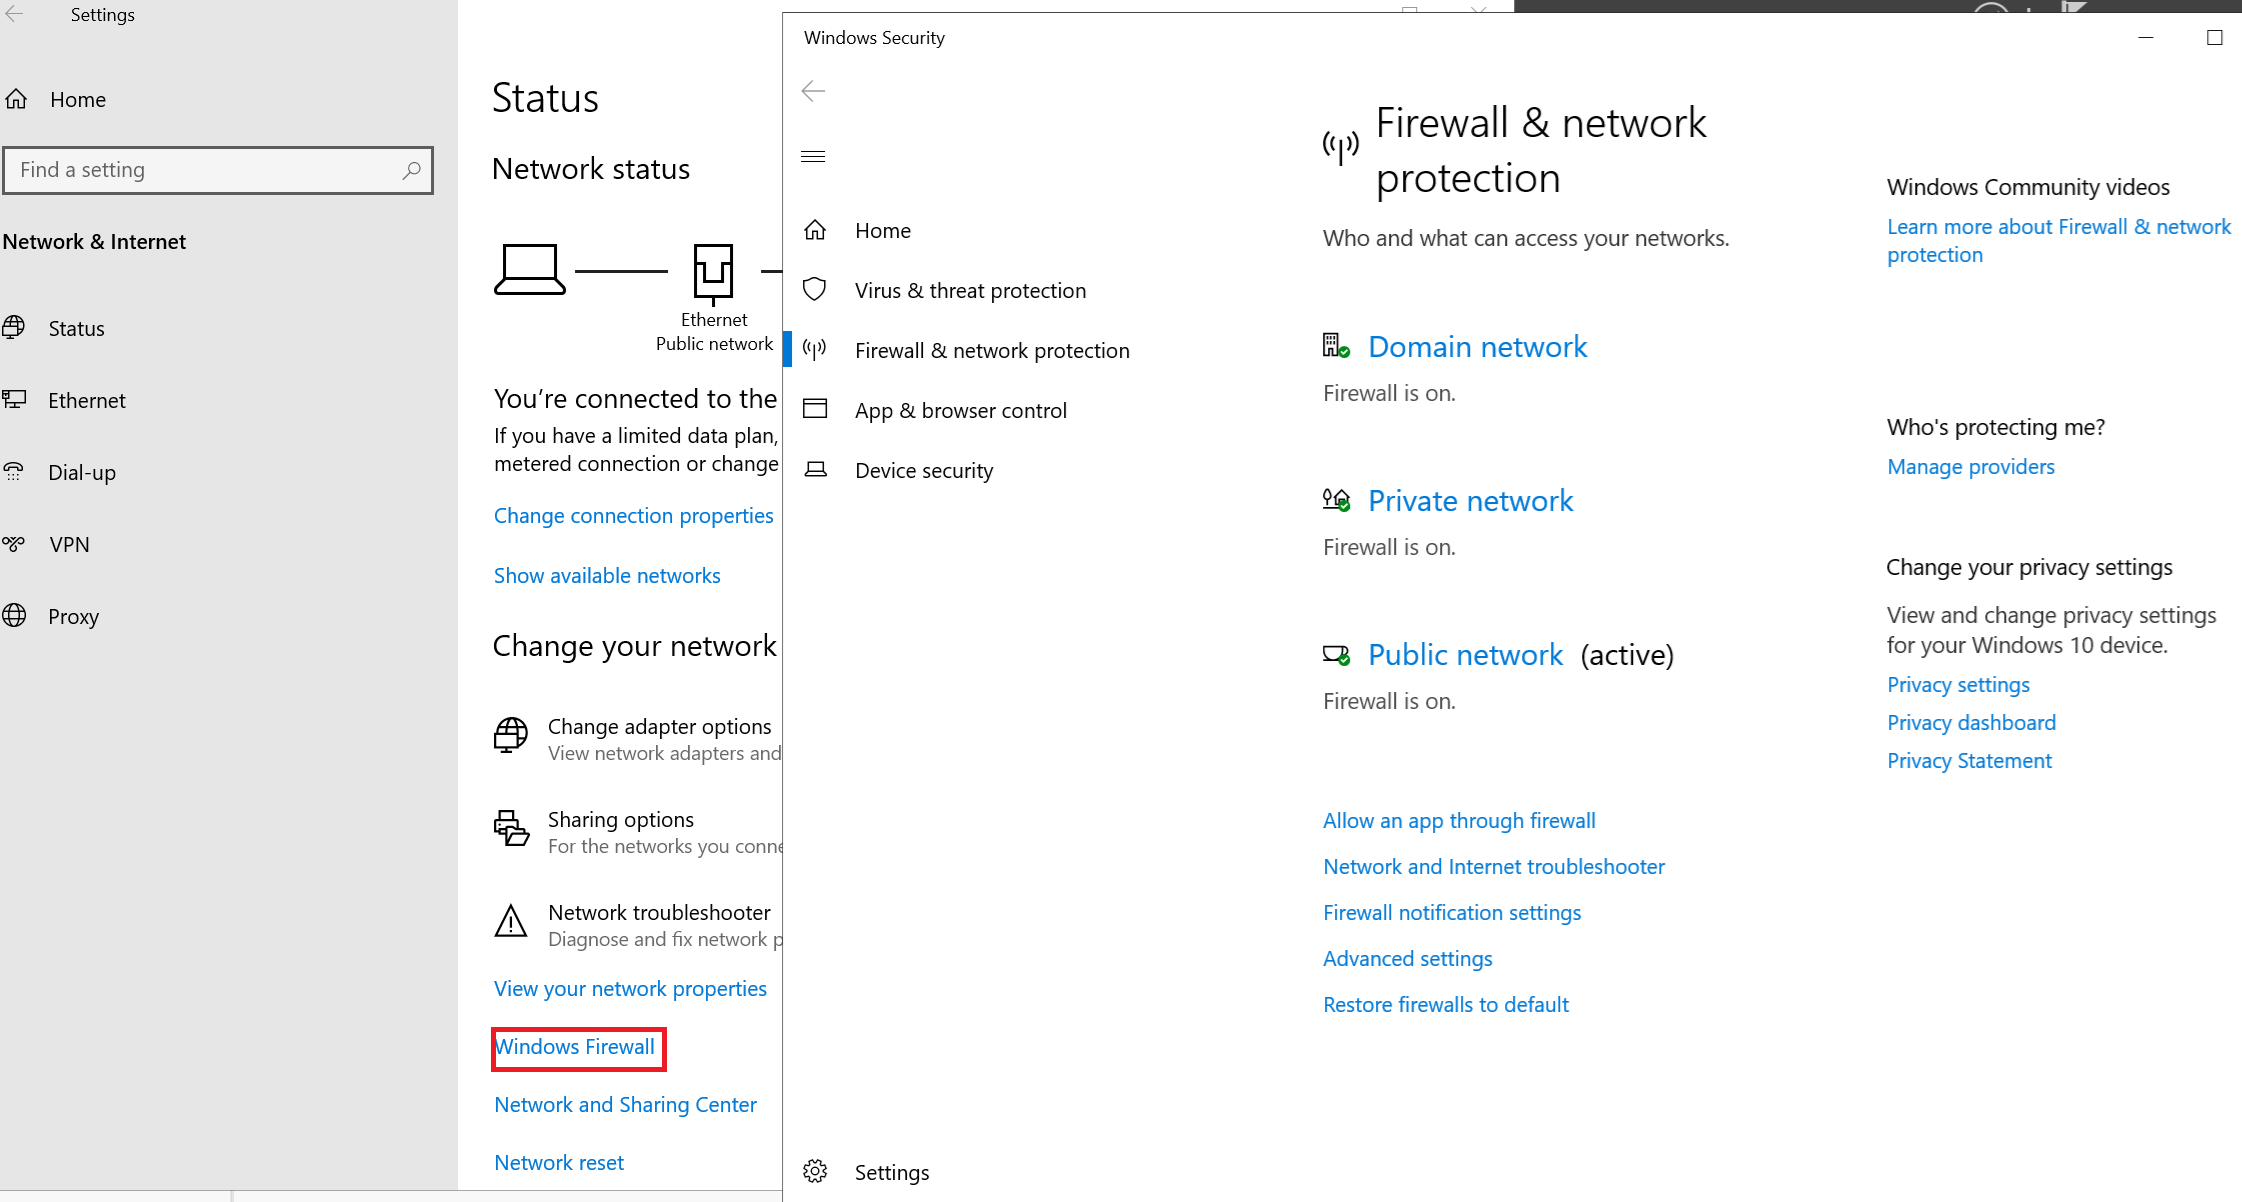 Settings
Home
Find a setting
Network & Internet
Status
Ethernet
Dial-up
VPN
Proxy
Status
Network status
Ethernet
Public network
You’re connected to the
If you have a limited data plan,
metered connection or change
Change connection properties
Show available networks
Change your network
Change adapter options
View network adapters and
Sharing options
For the networks you conne
Network troubleshooter
Diagnose and fix network p
View your network properties
Windows Firewall
Network and Sharing Center
Network reset
Windows Security
Home
Virus & threat protection
Firewall & network protection
App & browser control
Device security
Settings
Firewall & network
protection
Who and what can access your networks.
Domain network
Firewall is on.
Private network
Firewall is on.
Public network (active)
Firewall is on.
Allow an app through firewall
Network and Internet troubleshooter
Firewall notification settings
Advanced settings
Restore firewalls to default
Windows Community videos
Learn more about Firewall & network
protection
Who's protecting me?
Manage providers
Change your privacy settings
View and change privacy settings
for your Windows 10 device.
Privacy settings
Privacy dashboard
Privacy Statement